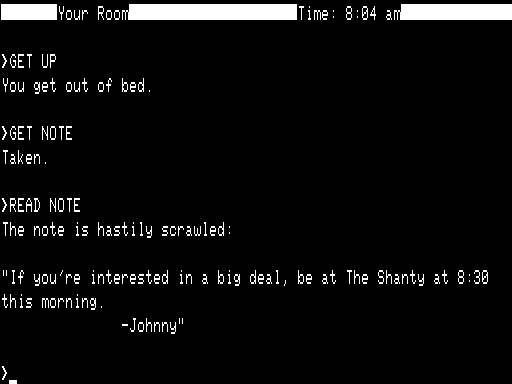 Your Room Time: 8:04 am
>GET UP
You get out of bed.
>GET NOTE
Taken.
>READ NOTE
The note is hastily scrawled:
"If you're interested in a big deal, be at The Shanty at 8:30
this morning.
-Johnny"
>